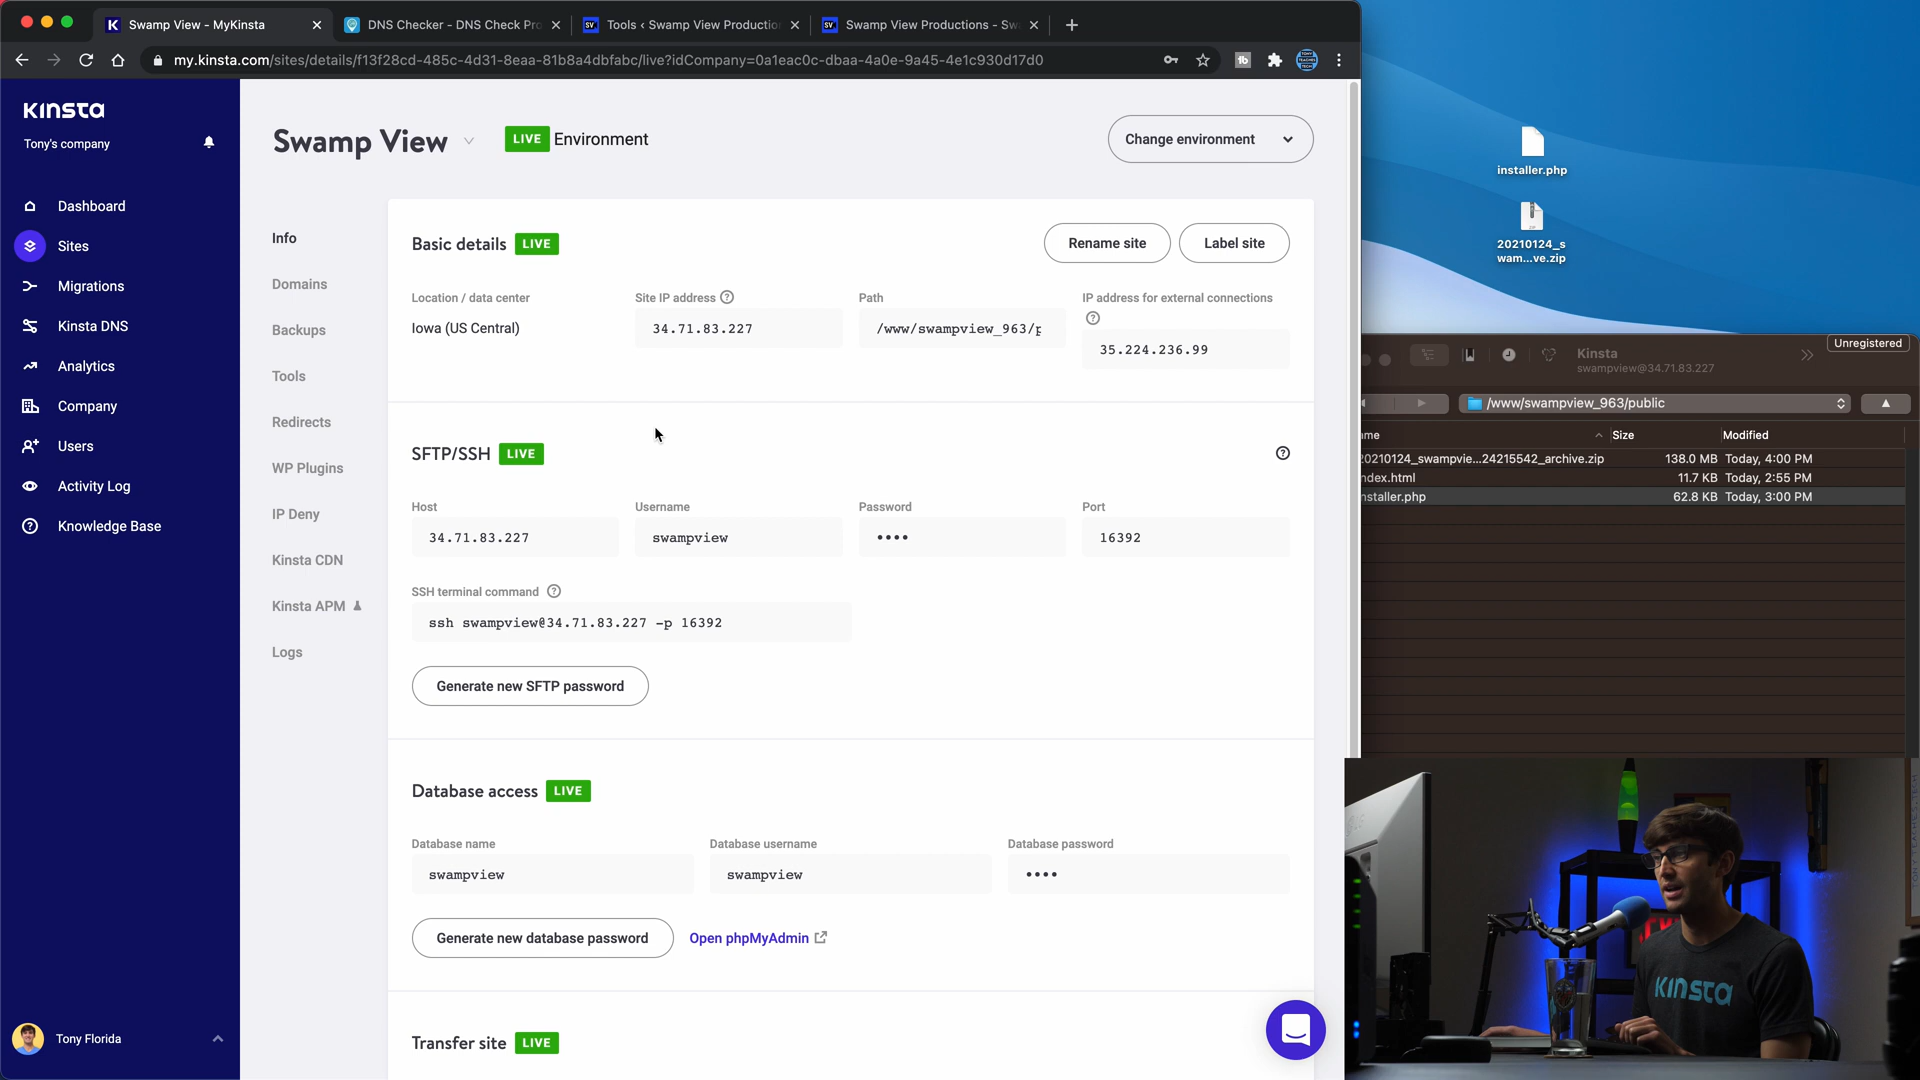 Swamp View - MyKinsta
DNS Checker - DNS Check Pro
Tools ‹ Swamp View Production
Swamp View Productions - Sw
my.kinsta.com/sites/details/f13f28cd-485c-4d31-8eaa-81b8a4dbfabc/live?idCompany=0a1eac0c-dbaa-4a0e-9a45-4e1c930d17d0
KINSTA
Tony's company
Dashboard
Sites
Migrations
Kinsta DNS
Analytics
Company
Users
Activity Log
Knowledge Base
Tony Florida
Swamp View
LIVE Environment
Change environment
Info
Domains
Backups
Tools
Redirects
WP Plugins
IP Deny
Kinsta CDN
Kinsta APM
Logs
Basic details LIVE
Rename site
Label site
Location / data center
Iowa (US Central)
Site IP address
34.71.83.227
Path
/www/swampview_963/p
IP address for external connections
35.224.236.99
SFTP/SSH LIVE
Host
34.71.83.227
Username
swampview
Password
••••
Port
16392
SSH terminal command
ssh swampview@34.71.83.227 -p 16392
Generate new SFTP password
Database access LIVE
Database name
swampview
Database username
swampview
Database password
••••
Generate new database password
Open phpMyAdmin
Transfer site LIVE
installer.php
20210124_s
wam...ve.zip
Unregistered
Kinsta
swampview@34.71.83.227
/www/swampview_963/public
me Size Modified
20210124_swampvie...24215542_archive.zip 138.0 MB Today, 4:00 PM
ndex.html 11.7 KB Today, 2:55 PM
nstaller.php 62.8 KB Today, 3:00 PM
KINSTA